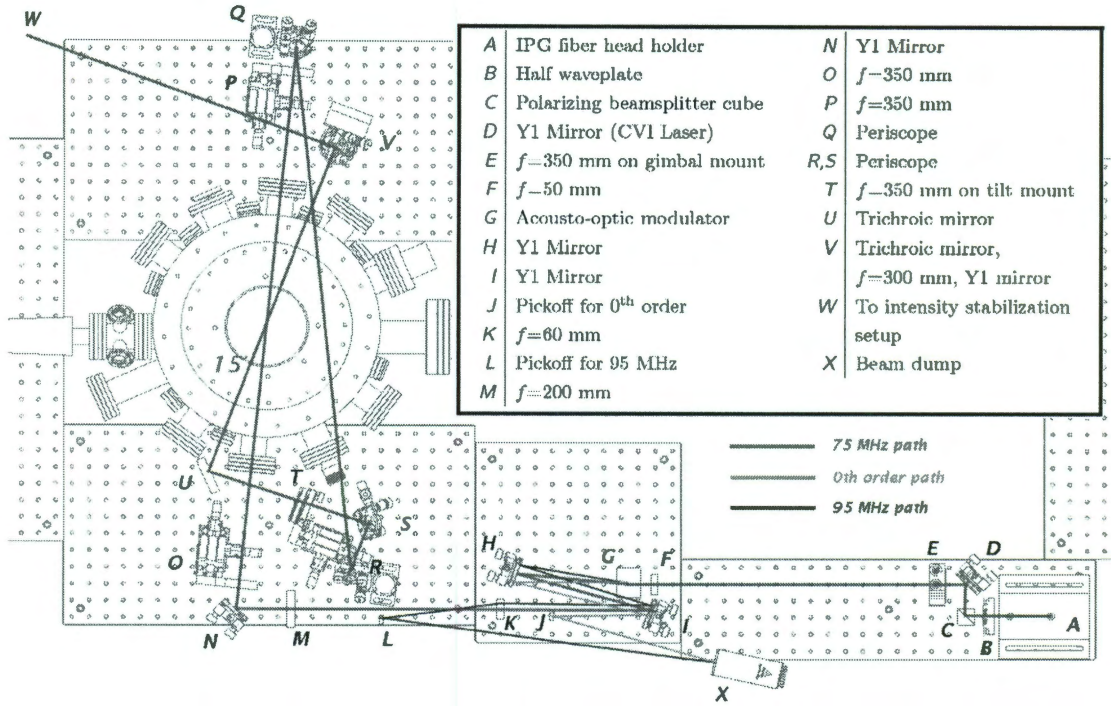 W
Q
P
V
15
U
T
S
O
R
N
M
L
H
G
F
K
J
I
E
D
C
B
A
X
A IPG fiber head holder
B Half waveplate
C Polarizing beamsplitter cube
D Y1 Mirror (CVI Laser)
E f=350 mm on gimbal mount
F f=50 mm
G Acousto-optic modulator
H Y1 Mirror
I Y1 Mirror
J Pickoff for 0th order
K f=60 mm
L Pickoff for 95 MHz
M f=200 mm
N Y1 Mirror
O f=350 mm
P f=350 mm
Q Periscope
R,S Periscope
T f=350 mm on tilt mount
U Trichroic mirror
V Trichroic mirror,
f=300 mm, Y1 mirror
W To intensity stabilization
setup
X Beam dump
75 MHz path
0th order path
95 MHz path